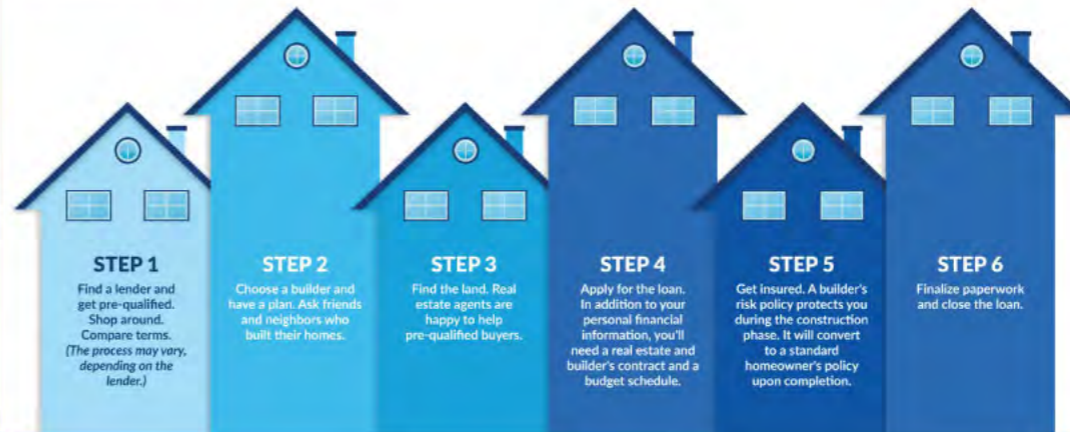 STEP 1
Find a lender and
get pre-qualified.
Shop around.
Compare terms.
(The process may vary,
depending on the
lender.)
STEP 2
Choose a builder and
have a plan. Ask friends
and neighbors who
built their homes.
STEP 3
Find the land. Real
estate agents are
happy to help
pre-qualified buyers.
STEP 4
Apply for the loan.
In addition to your
personal financial
information, you'll
need a real estate and
builder's contract and a
budget schedule.
STEP 5
Get insured. A builder's
risk policy protects you
during the construction
phase. It will convert
to a standard
homeowner's policy
upon completion.
STEP 6
Finalize paperwork
and close the loan.